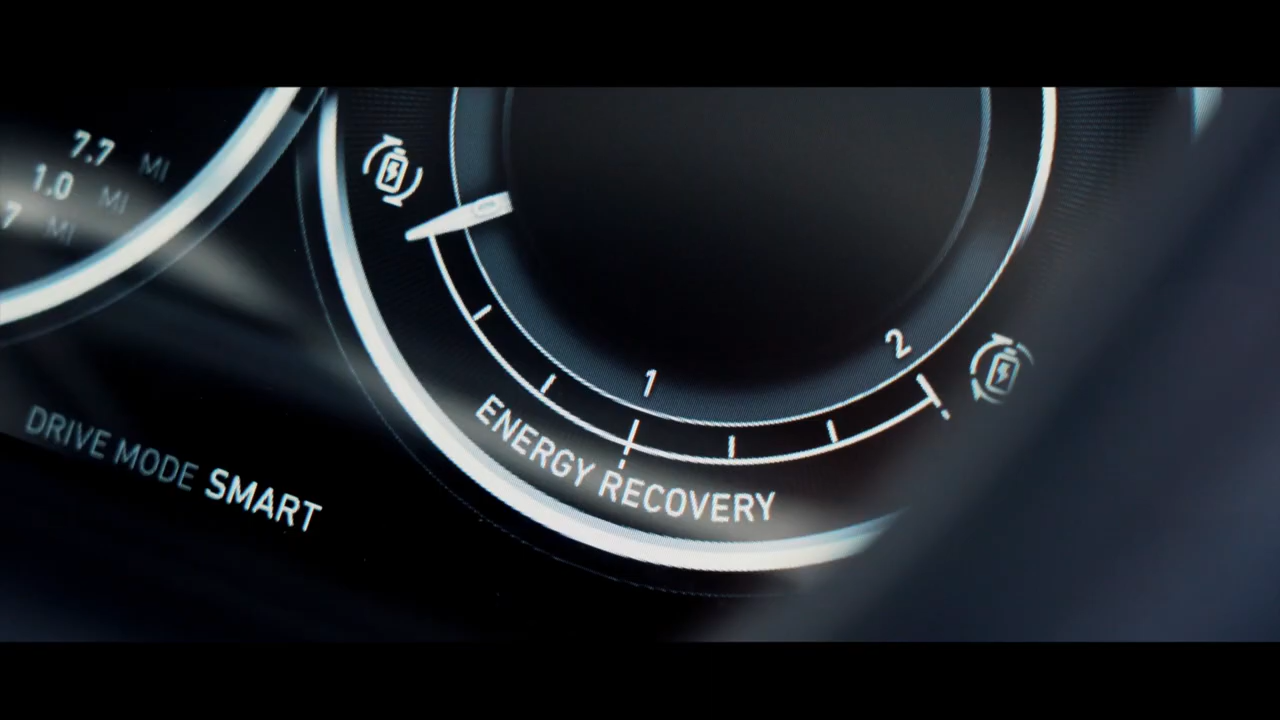 7.7 MI
1.0 MI
7 MI
1
2
ENERGY RECOVERY
DRIVE MODE SMART